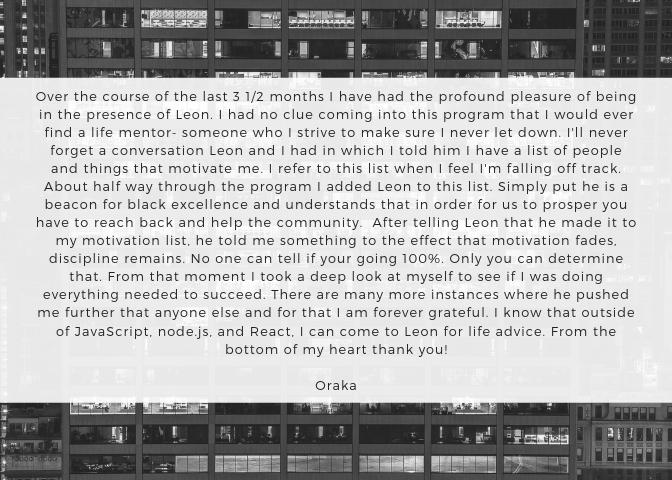 Over the course of the last 3 1/2 months I have had the profound pleasure of being
in the presence of Leon. I had no clue coming into this program that I would ever
find a life mentor- someone who I strive to make sure I never let down. I'll never
forget a conversation Leon and I had in which I told him I have a list of people
and things that motivate me. I refer to this list when I feel I'm falling off track.
About half way through the program I added Leon to this list. Simply put he is a
beacon for black excellence and understands that in order for us to prosper you
have to reach back and help the community. After telling Leon that he made it to
my motivation list, he told me something to the effect that motivation fades,
discipline remains. No one can tell if your going 100%. Only you can determine
that. From that moment I took a deep look at myself to see if I was doing
everything needed to succeed. There are many more instances where he pushed
me further that anyone else and for that I am forever grateful. I know that outside
of JavaScript, node.js, and React, I can come to Leon for life advice. From the
bottom of my heart thank you!
Oraka